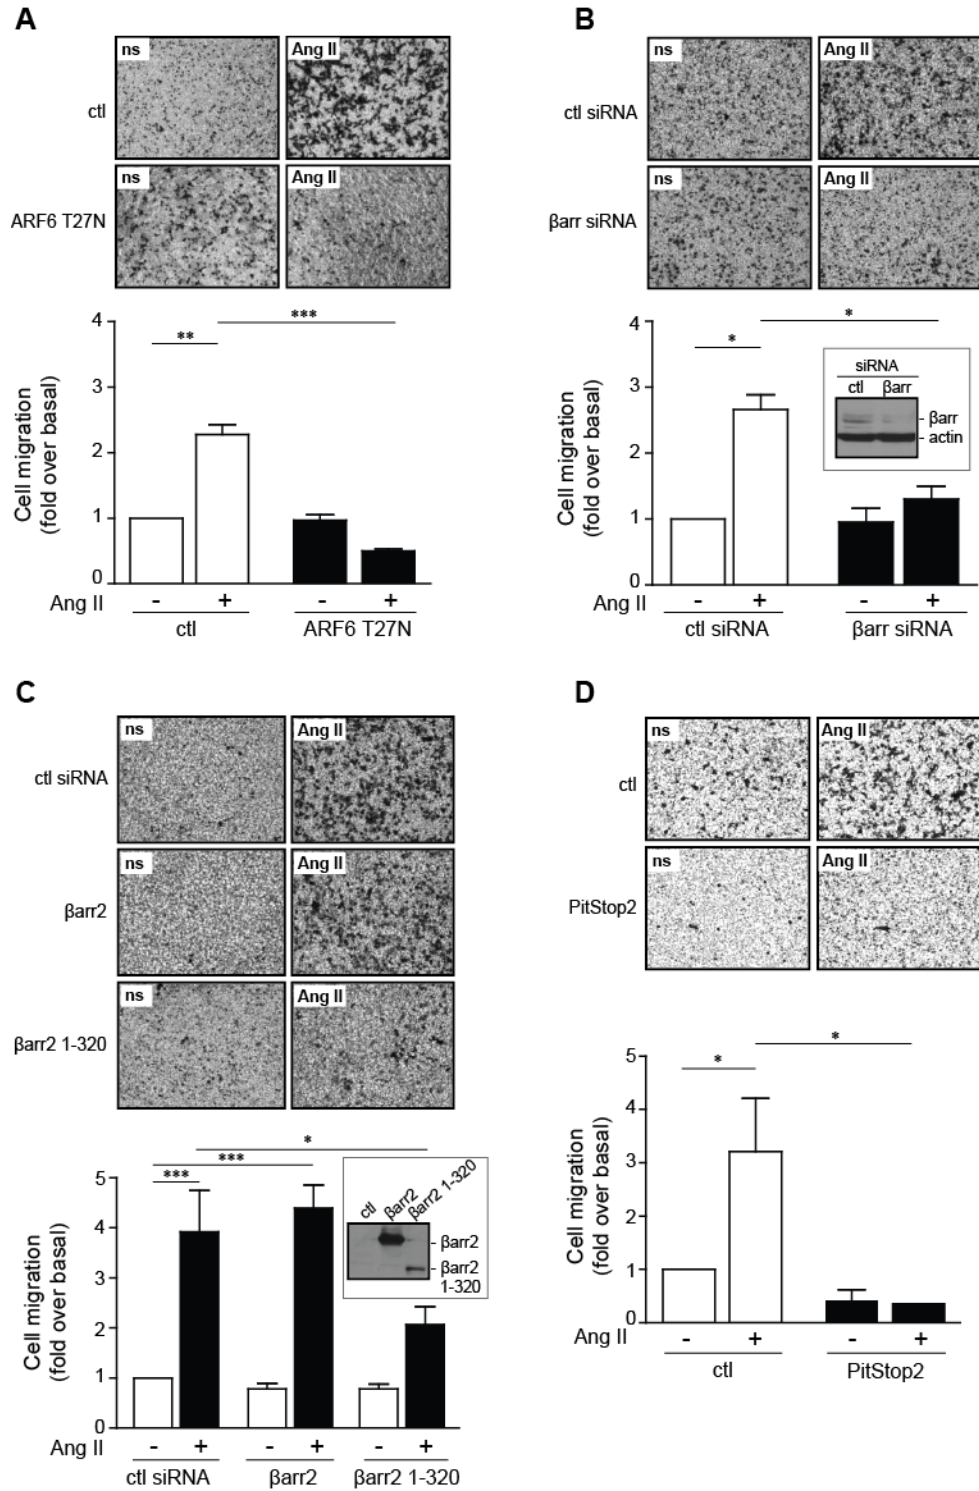 A
ns
Ang II
ctl
ns
Ang II
ARF6 T27N
4
3
2
1
0
Cell migration
(fold over basal)
**
***
Ang II - + - +
ctl ARF6 T27N
B
ns
Ang II
ctl siRNA
ns
Ang II
βarr siRNA
4
3
2
1
0
Cell migration
(fold over basal)
*
*
siRNA
ctl βarr
- βarr
- actin
Ang II - + - +
ctl siRNA βarr siRNA
C
ns
Ang II
ctl siRNA
ns
Ang II
βarr2
ns
Ang II
βarr2 1-320
5
4
3
2
1
0
Cell migration
(fold over basal)
*
***
***
ctl βarr2 βarr2 1-320
- βarr2
- βarr2
1-320
Ang II - + - + - +
ctl siRNA βarr2 βarr2 1-320
D
ns
Ang II
ctl
ns
Ang II
PitStop2
5
4
3
2
1
0
Cell migration
(fold over basal)
*
*
Ang II - + - +
ctl PitStop2